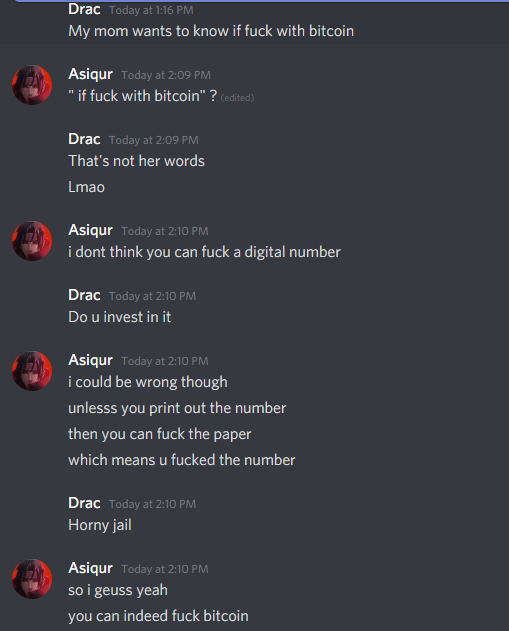 Drac Today at 1:16 PM
My mom wants to know if fuck with bitcoin
Asiqur Today at 2:09 PM
" if fuck with bitcoin" ? (edited)
Drac Today at 2:09 PM
That's not her words
Lmao
Asiqur Today at 2:10 PM
i dont think you can fuck a digital number
Drac Today at 2:10 PM
Do u invest in it
Asiqur Today at 2:10 PM
i could be wrong though
unlesss you print out the number
then you can fuck the paper
which means u fucked the number
Drac Today at 2:10 PM
Horny jail
Asiqur Today at 2:10 PM
so i geuss yeah
you can indeed fuck bitcoin